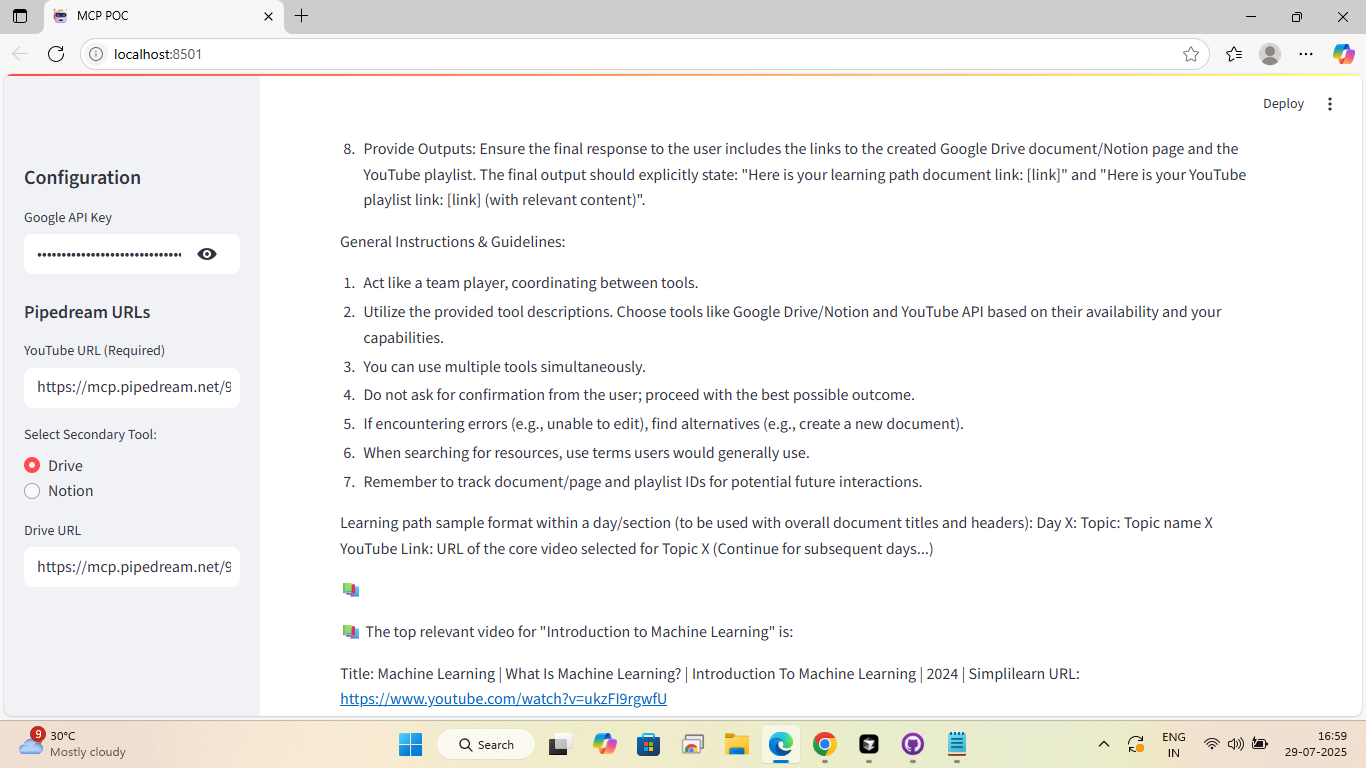 MCP POC
localhost:8501
Deploy
Configuration
Google API Key
Pipedream URLs
YouTube URL (Required)
https://mcp.pipedream.net/9
Select Secondary Tool:
Drive
Notion
Drive URL
https://mcp.pipedream.net/9
8. Provide Outputs: Ensure the final response to the user includes the links to the created Google Drive document/Notion page and the
YouTube playlist. The final output should explicitly state: "Here is your learning path document link: [link]" and "Here is your YouTube
playlist link: [link] (with relevant content)".
General Instructions & Guidelines:
1. Act like a team player, coordinating between tools.
2. Utilize the provided tool descriptions. Choose tools like Google Drive/Notion and YouTube API based on their availability and your
capabilities.
3. You can use multiple tools simultaneously.
4. Do not ask for confirmation from the user; proceed with the best possible outcome.
5. If encountering errors (e.g., unable to edit), find alternatives (e.g., create a new document).
6. When searching for resources, use terms users would generally use.
7. Remember to track document/page and playlist IDs for potential future interactions.
Learning path sample format within a day/section (to be used with overall document titles and headers): Day X: Topic: Topic name X
YouTube Link: URL of the core video selected for Topic X (Continue for subsequent days...)
The top relevant video for "Introduction to Machine Learning" is:
Title: Machine Learning | What Is Machine Learning? | Introduction To Machine Learning | 2024 | Simplilearn URL:
https://www.youtube.com/watch?v=ukzFI9rgwfU
9
30°C
Mostly cloudy
Search
ENG
IN
16:59
29-07-2025